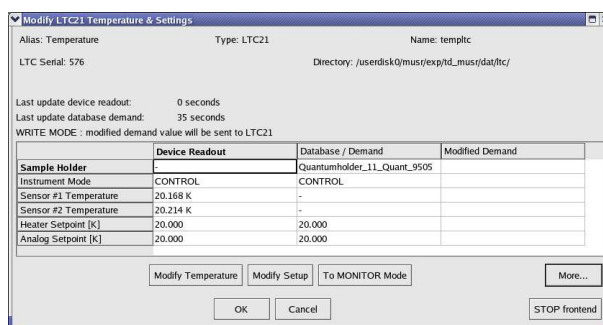 Modify LTC21 Temperature & Settings
Alias: Temperature Type: LTC21 Name: templtc
LTC Serial: 576 Directory: /userdisk0/musr/exp/td_musr/dat/ltc/
Last update device readout: 0 seconds
Last update database demand: 35 seconds
WRITE MODE : modified demand value will be sent to LTC21
Device Readout Database / Demand Modified Demand
Sample Holder - Quantumholder_11_Quant_9505
Instrument Mode CONTROL CONTROL
Sensor #1 Temperature 20.168 K -
Sensor #2 Temperature 20.214 K -
Heater Setpoint [K] 20.000 20.000
Analog Setpoint [K] 20.000 20.000
Modify Temperature Modify Setup To MONITOR Mode More...
OK Cancel STOP frontend